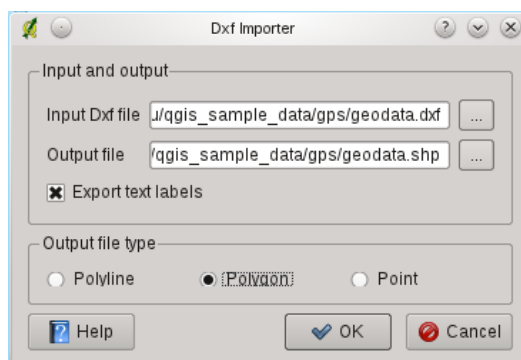 Dxf Importer
Input and output
Input Dxf file u/qgis_sample_data/gps/geodata.dxf ...
Output file /qgis_sample_data/gps/geodata.shp ...
Export text labels
Output file type
Polyline Polygon Point
Help OK Cancel